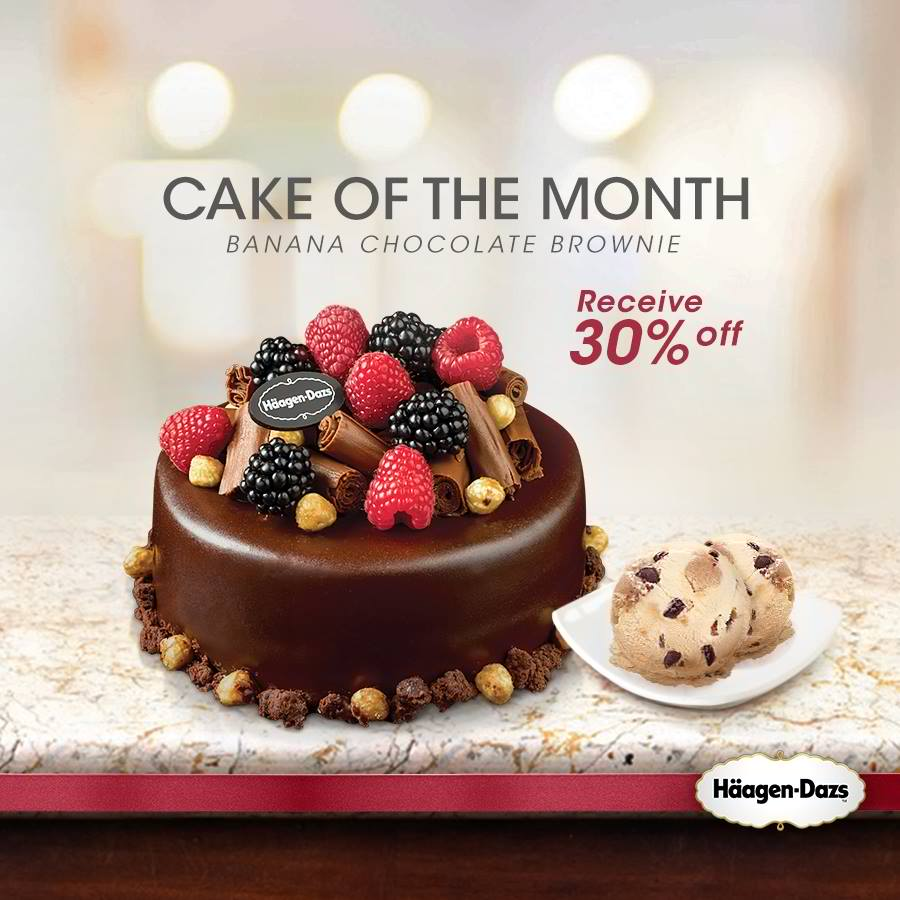 CAKE OF THE MONTH
BANANA CHOCOLATE BROWNIE
Receive
30% off
Häagen-Dazs
Häagen-Dazs